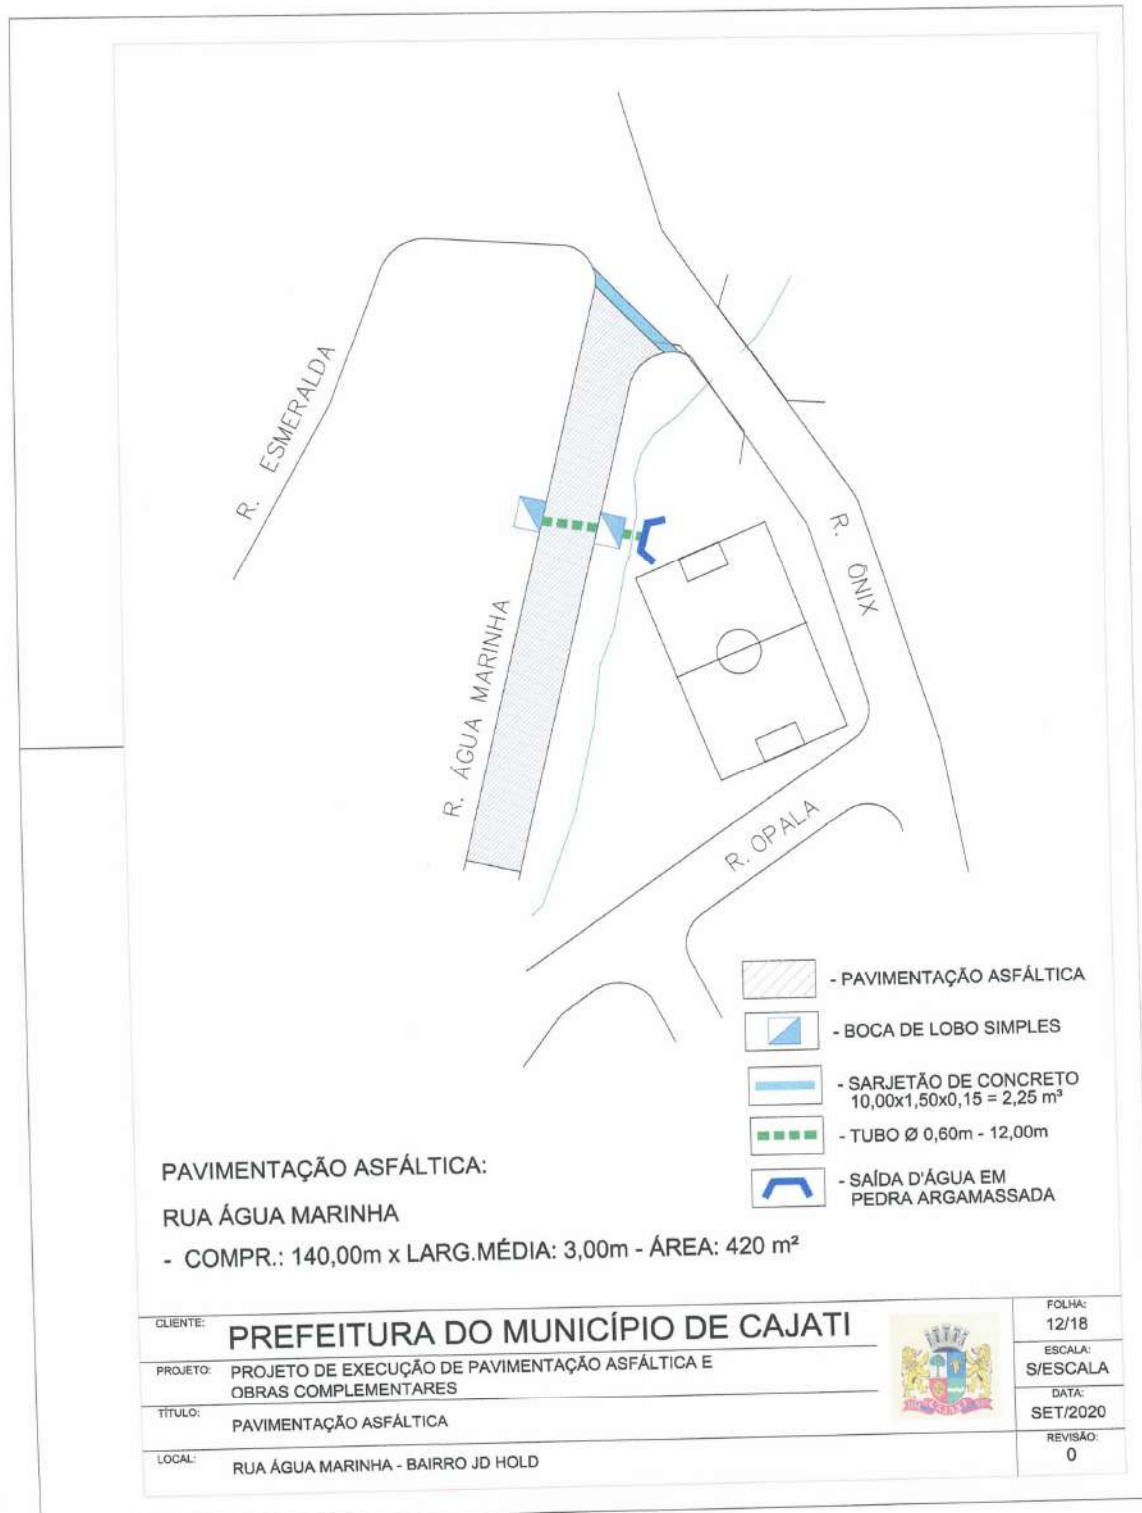 R. ESMERALDA
R. ÁGUA MARINHA
R. ÔNIX
R. OPALA
- PAVIMENTAÇÃO ASFÁLTICA
- BOCA DE LOBO SIMPLES
- SARJETÃO DE CONCRETO
10,00x1,50x0,15 = 2,25 m³
- TUBO Ø 0,60m - 12,00m
- SAÍDA D'ÁGUA EM
PEDRA ARGAMASSADA
PAVIMENTAÇÃO ASFÁLTICA:
RUA ÁGUA MARINHA
- COMPR.: 140,00m x LARG.MÉDIA: 3,00m - ÁREA: 420 m²
CLIENTE: PREFEITURA DO MUNICÍPIO DE CAJATI
PROJETO: PROJETO DE EXECUÇÃO DE PAVIMENTAÇÃO ASFÁLTICA E
OBRAS COMPLEMENTARES
TÍTULO: PAVIMENTAÇÃO ASFÁLTICA
LOCAL: RUA ÁGUA MARINHA - BAIRRO JD HOLD
FOLHA:
12/18
ESCALA:
S/ESCALA
DATA:
SET/2020
REVISÃO:
0